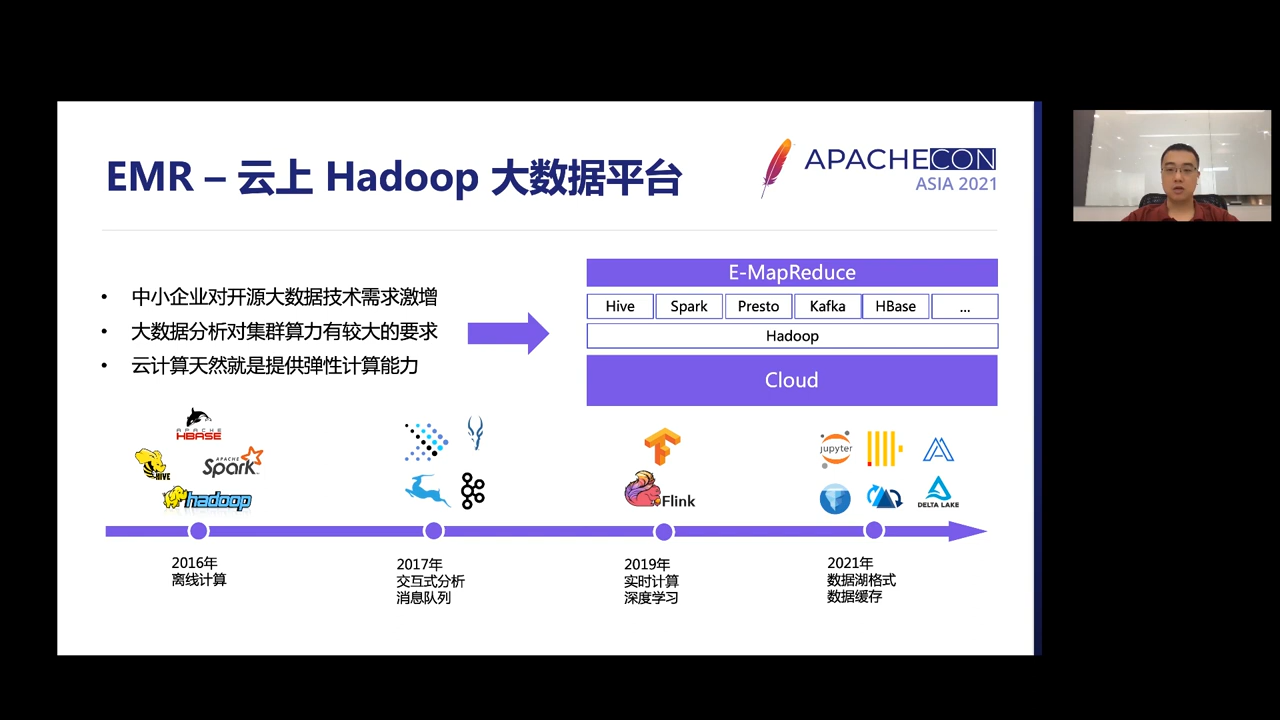 EMR – 云上 Hadoop 大数据平台
APACHECON
ASIA 2021
• 中小企业对开源大数据技术需求激增
• 大数据分析对集群算力有较大的要求
• 云计算天然就是提供弹性计算能力
E-MapReduce
Hive Spark Presto Kafka HBase ...
Hadoop
Cloud
APACHE
HBASE
HIVE
APACHE
Spark
hadoop
Flink
jupyter
DELTA LAKE
2016年
离线计算
2017年
交互式分析
消息队列
2019年
实时计算
深度学习
2021年
数据湖格式
数据缓存